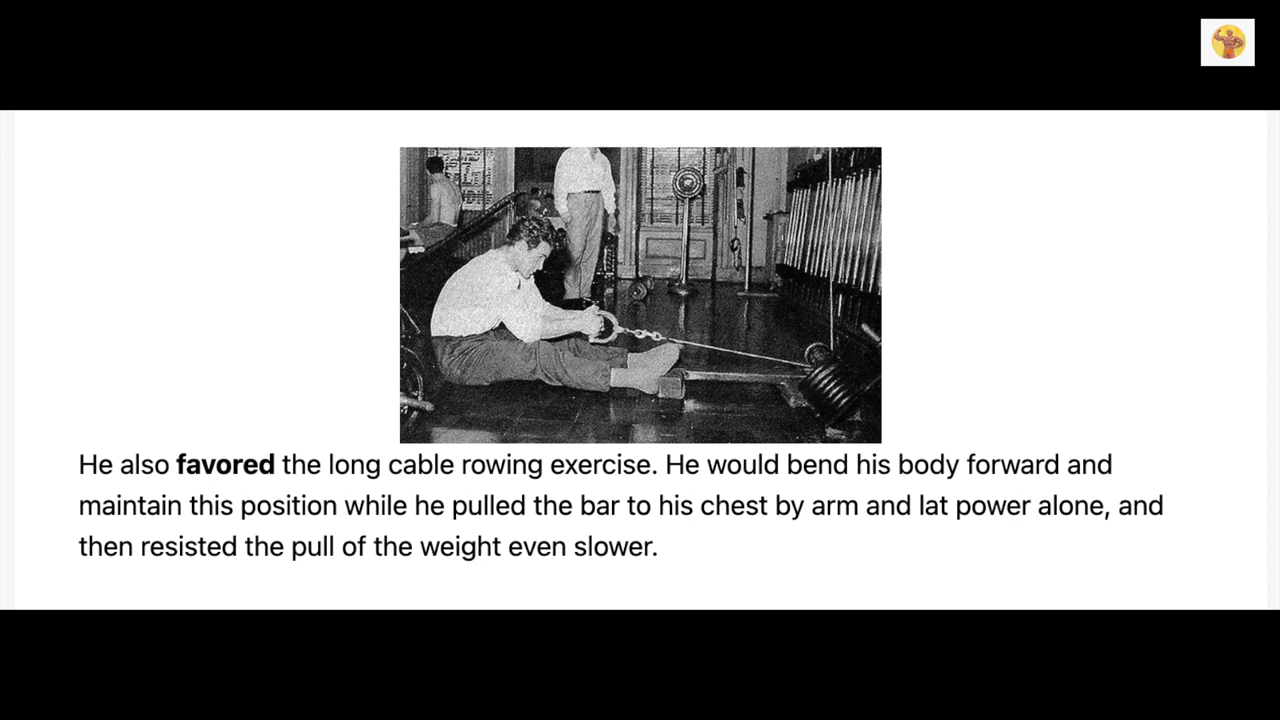 He also favored the long cable rowing exercise. He would bend his body forward and
maintain this position while he pulled the bar to his chest by arm and lat power alone, and
then resisted the pull of the weight even slower.